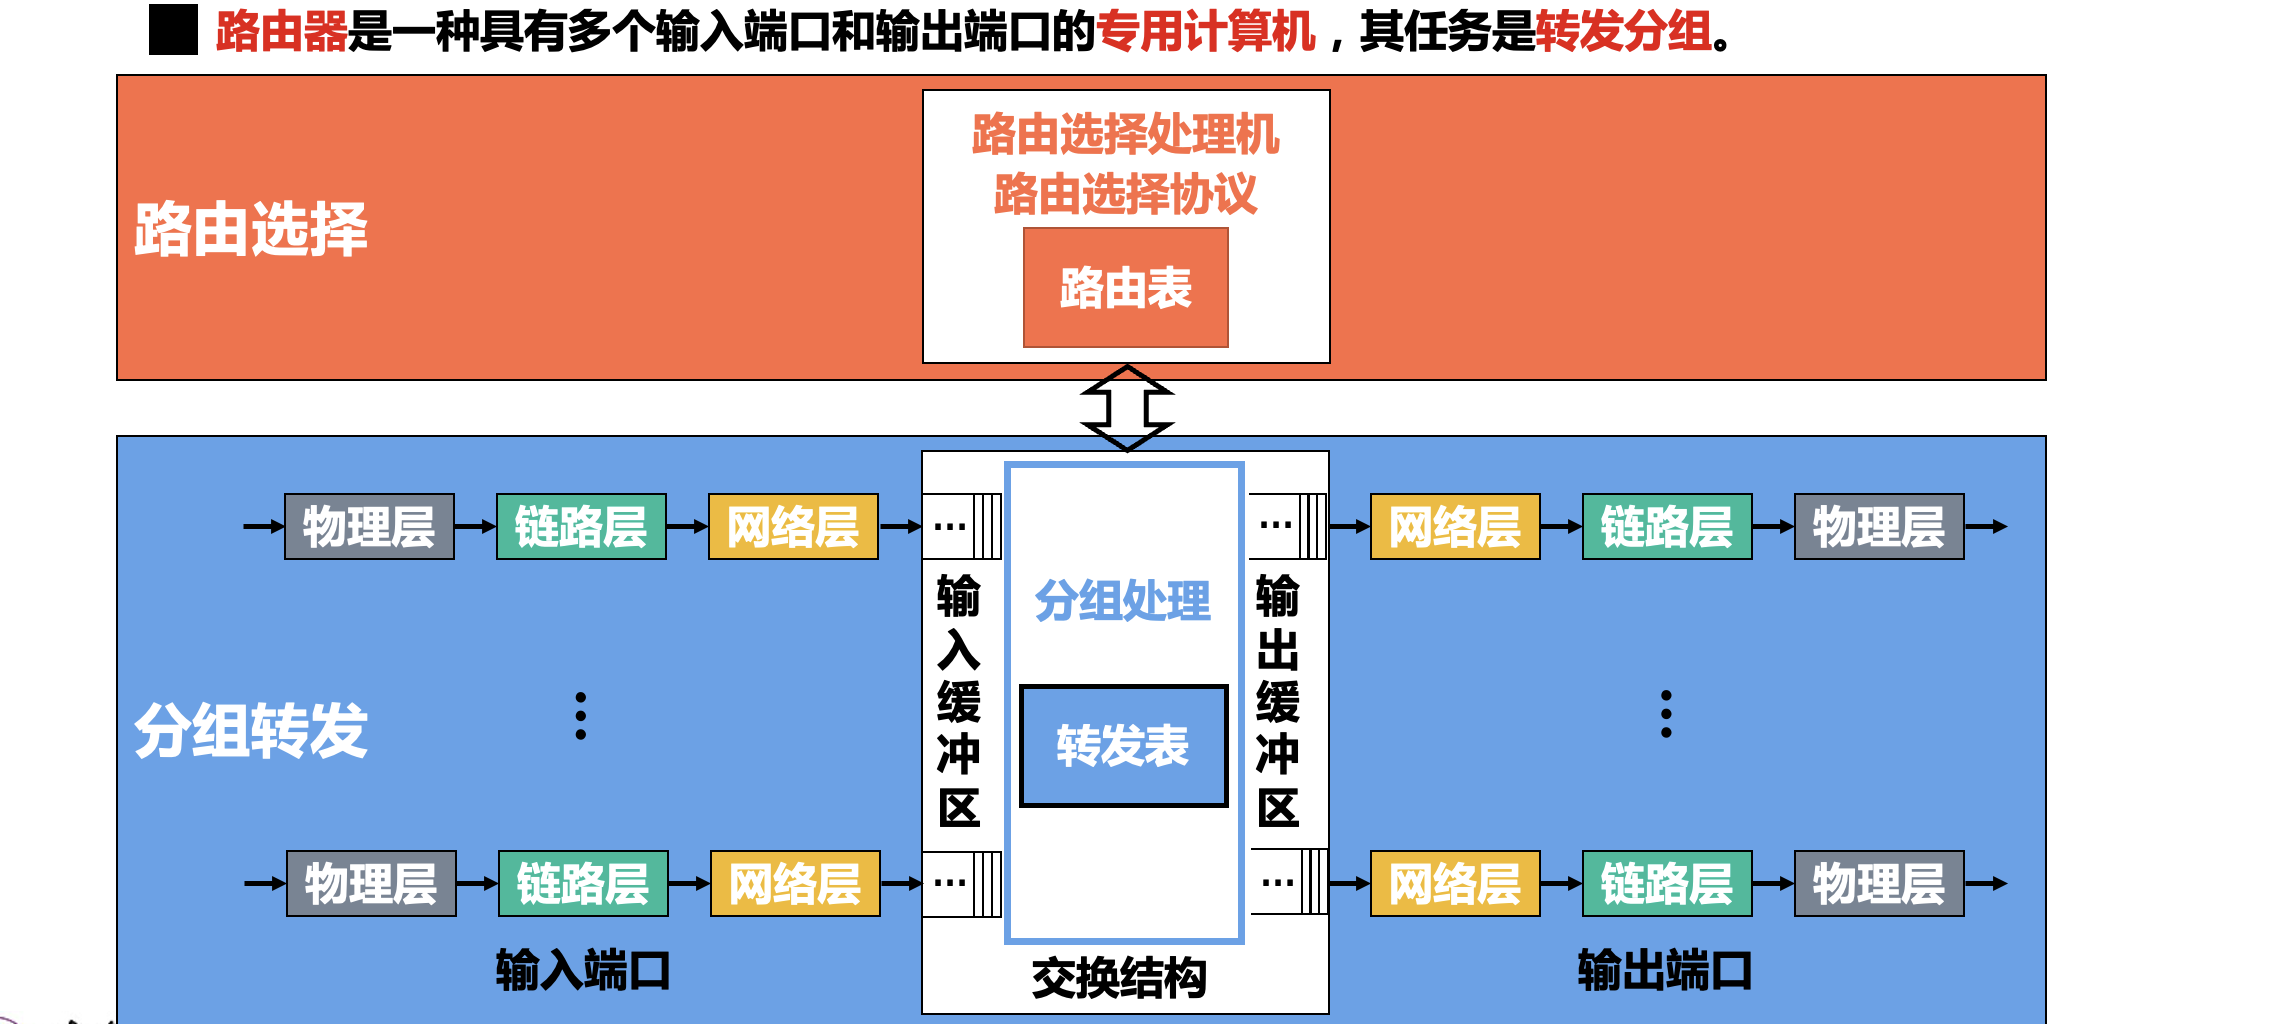 路由器是一种具有多个输入端口和输出端口的专用计算机，其任务是转发分组。
路由选择处理机
路由选择协议
路由选择
路由表
物理层 链路层 网络层 … … 网络层 链路层 物理层
输入缓冲区
分组处理
输出缓冲区
分组转发
转发表
物理层 链路层 网络层 … … 网络层 链路层 物理层
输入端口
交换结构
输出端口